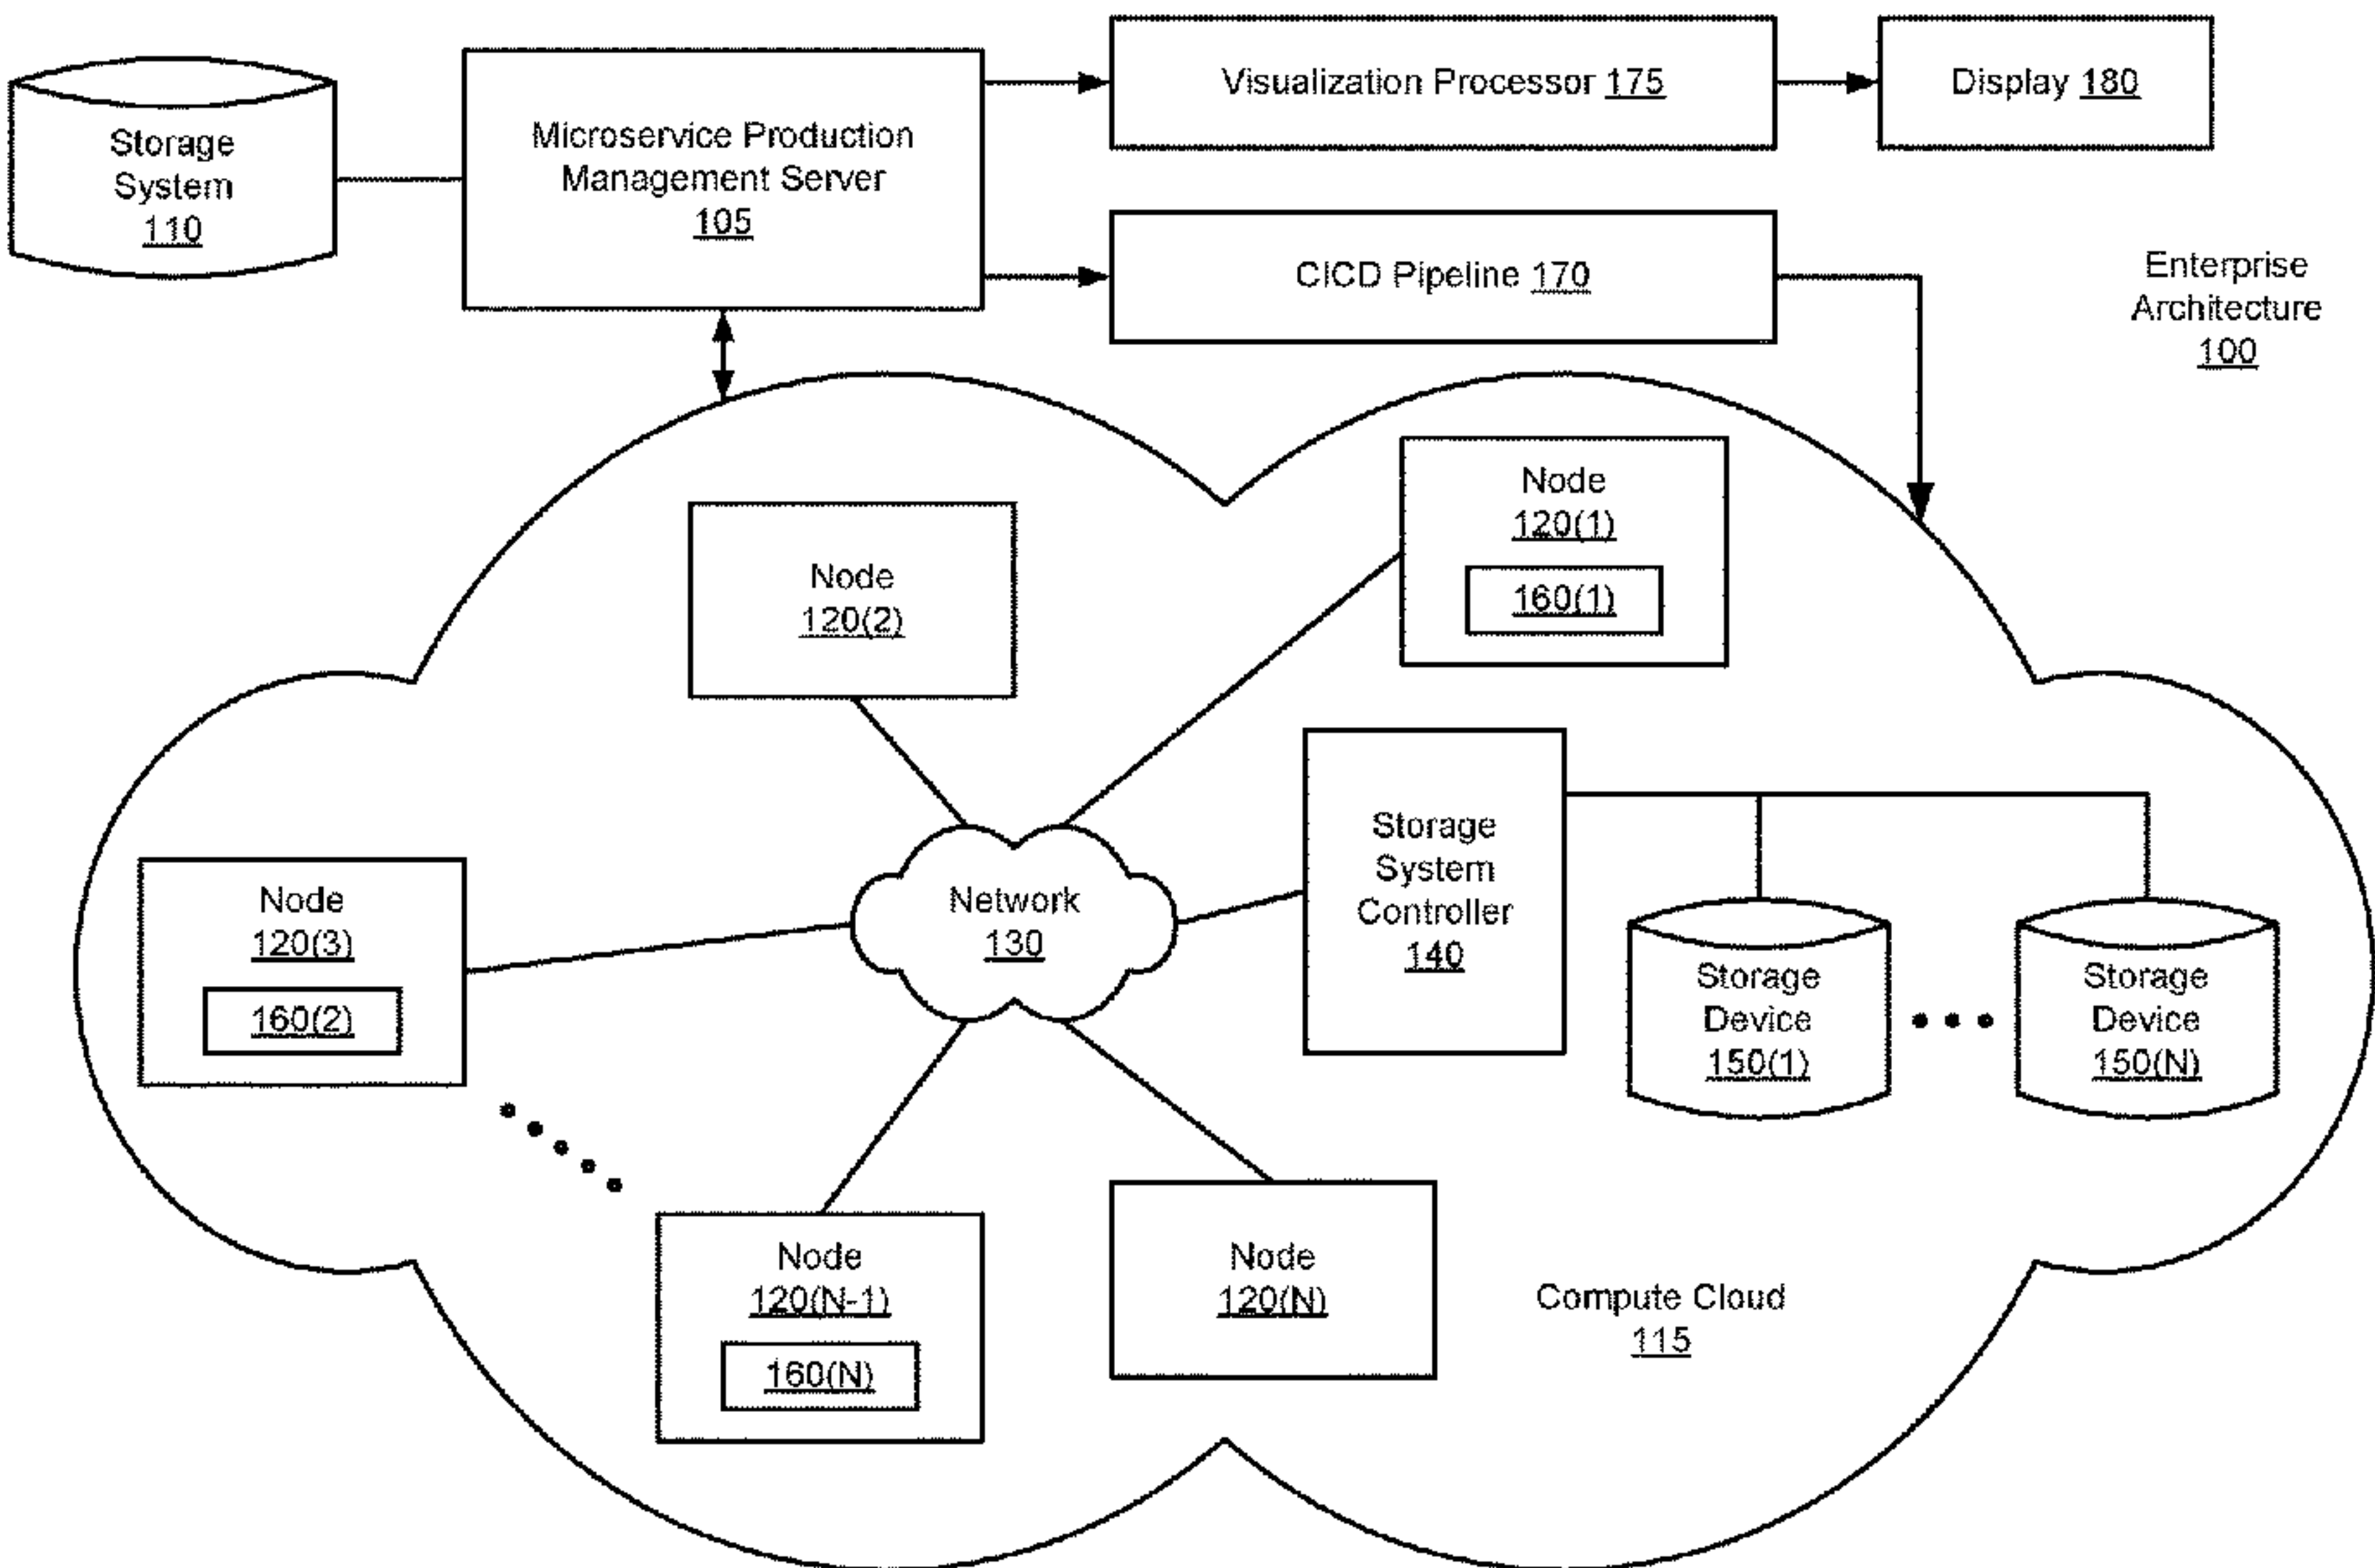 Storage
System
110
Microservice Production
Management Server
105
Visualization Processor 175
Display 180
CICD Pipeline 170
Enterprise
Architecture
100
Node
120(1)
160(1)
Node
120(2)
Storage
System
Controller
140
Network
130
Node
120(3)
160(2)
Storage
Device
150(1)
Storage
Device
150(N)
Node
120(N-1)
160(N)
Node
120(N)
Compute Cloud
115